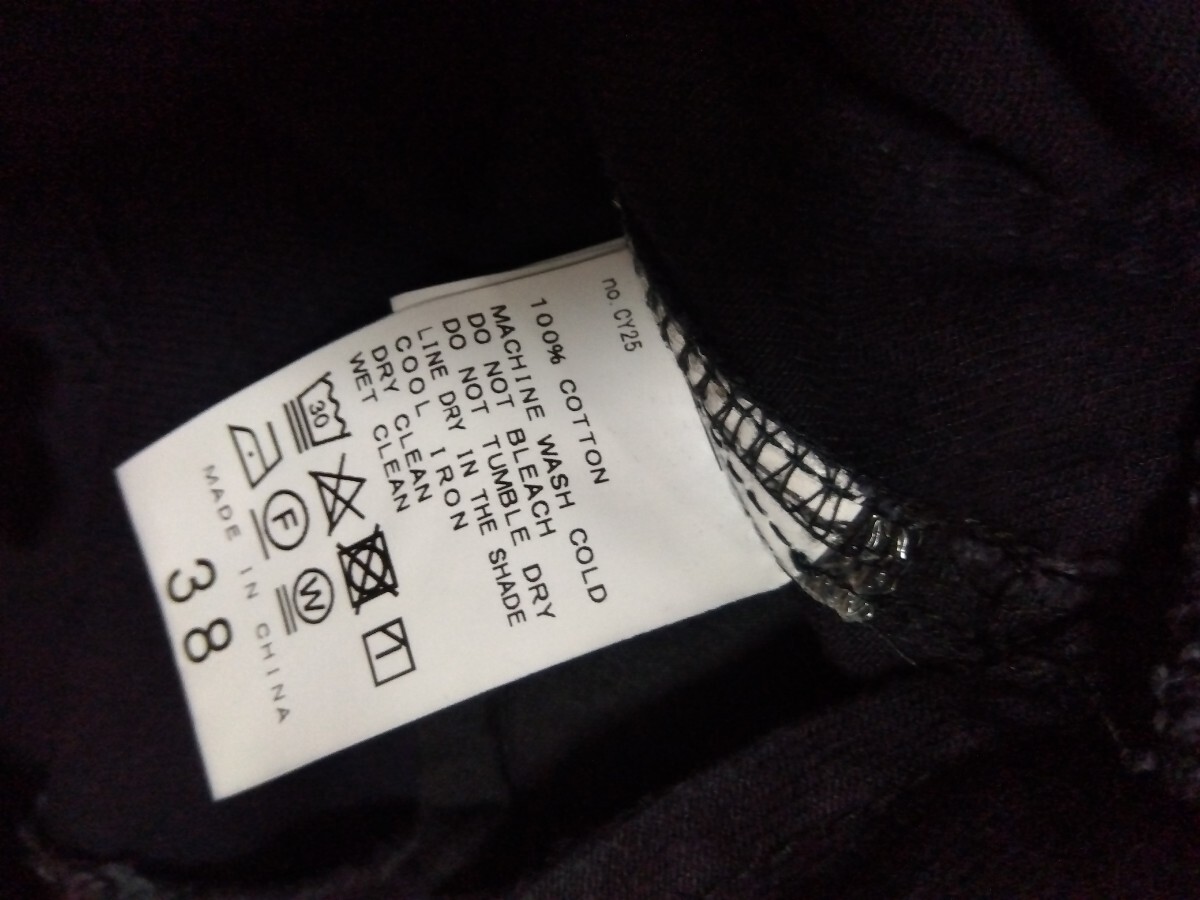 no. CY25
100% COTTON
MACHINE WASH COLD
DO NOT BLEACH
DO NOT TUMBLE DRY
LINE DRY IN THE SHADE
COOL IRON
DRY CLEAN
WET CLEAN
30
F W
MADE IN CHINA
38